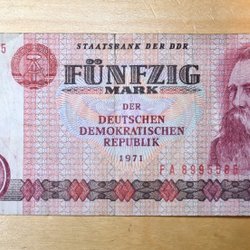 STAATSBANK DER DDR
FÜNFZIG
MARK
DER
DEUTSCHEN
DEMOKRATISCHEN
REPUBLIK
1971